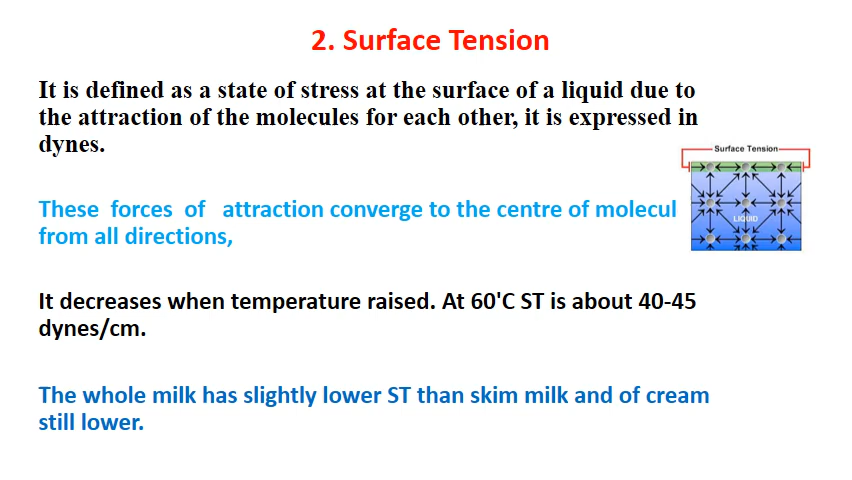 2. Surface Tension
It is defined as a state of stress at the surface of a liquid due to
the attraction of the molecules for each other, it is expressed in
dynes.
Surface Tension
These forces of attraction converge to the centre of molecul
from all directions,
LIQUID
It decreases when temperature raised. At 60'C ST is about 40-45
dynes/cm.
The whole milk has slightly lower ST than skim milk and of cream
still lower.